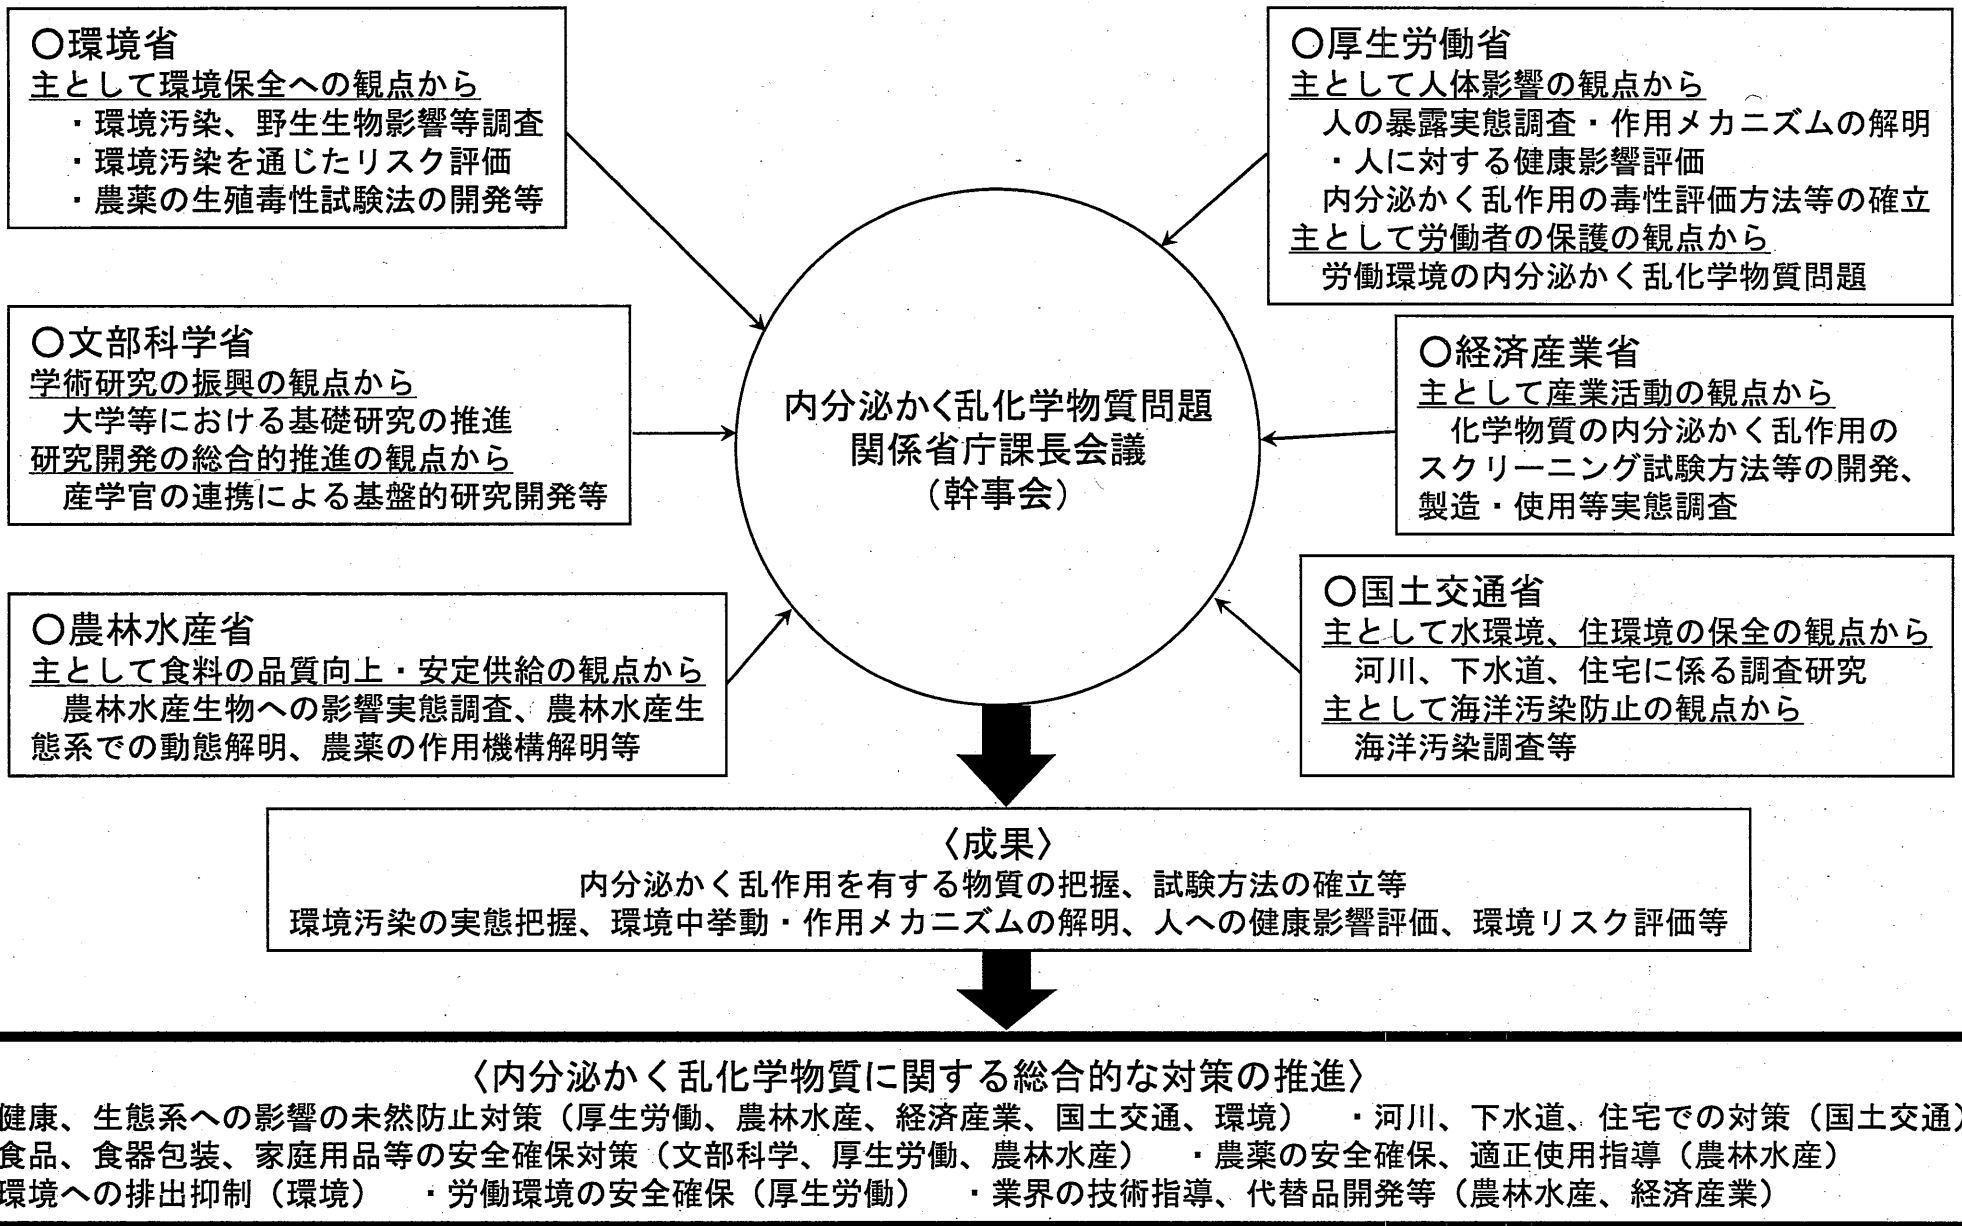 〇環境省
主として環境保全への観点から
・環境汚染、野生生物影響等調査
・環境汚染を通じたリスク評価
・農薬の生殖毒性試験法の開発等
〇文部科学省
学術研究の振興の観点から
大学等における基礎研究の推進
研究開発の総合的推進の観点から
産学官の連携による基盤的研究開発等
〇農林水産省
主として食料の品質向上・安定供給の観点から
農林水産生物への影響実態調査、農林水産生
態系での動態解明、農薬の作用機構解明等
内分泌かく乱化学物質問題
関係省庁課長会議
（幹事会）
〇厚生労働省
主として人体影響の観点から
人の暴露実態調査・作用メカニズムの解明
・人に対する健康影響評価
内分泌かく乱作用の毒性評価方法等の確立
主として労働者の保護の観点から
労働環境の内分泌かく乱化学物質問題
〇経済産業省
主として産業活動の観点から
化学物質の内分泌かく乱作用の
スクリーニング試験方法等の開発、
製造・使用等実態調査
〇国土交通省
主として水環境、住環境の保全の観点から
河川、下水道、住宅に係る調査研究
主として海洋汚染防止の観点から
海洋汚染調査等
〈成果〉
内分泌かく乱作用を有する物質の把握、試験方法の確立等
環境汚染の実態把握、環境中挙動・作用メカニズムの解明、人への健康影響評価、環境リスク評価等
〈内分泌かく乱化学物質に関する総合的な対策の推進〉
健康、生態系への影響の未然防止対策（厚生労働、農林水産、経済産業、国土交通、環境） ・河川、下水道、住宅での対策（国土交通）
食品、食器包装、家庭用品等の安全確保対策（文部科学、厚生労働、農林水産） ・農薬の安全確保、適正使用指導（農林水産）
環境への排出抑制（環境） ・労働環境の安全確保（厚生労働） ・業界の技術指導、代替品開発等（農林水産、経済産業）